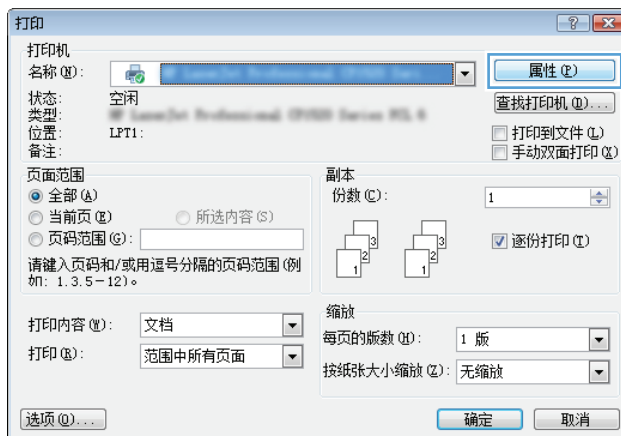 打印
打印机
名称(N):
属性(P)
状态: 空闲
类型:
查找打印机(D)...
位置: LPT1:
打印到文件(L)
备注:
手动双面打印(X)
页面范围
全部(A)
当前页(E) 所选内容(S)
页码范围(G):
请键入页码和/或用逗号分隔的页码范围(例
如: 1.3.5-12)。
副本
份数(C): 1
3 3
2 2
1 1
逐份打印(T)
打印内容(W): 文档
打印(R): 范围中所有页面
缩放
每页的版数(H): 1 版
按纸张大小缩放(Z): 无缩放
选项(O)...
确定
取消